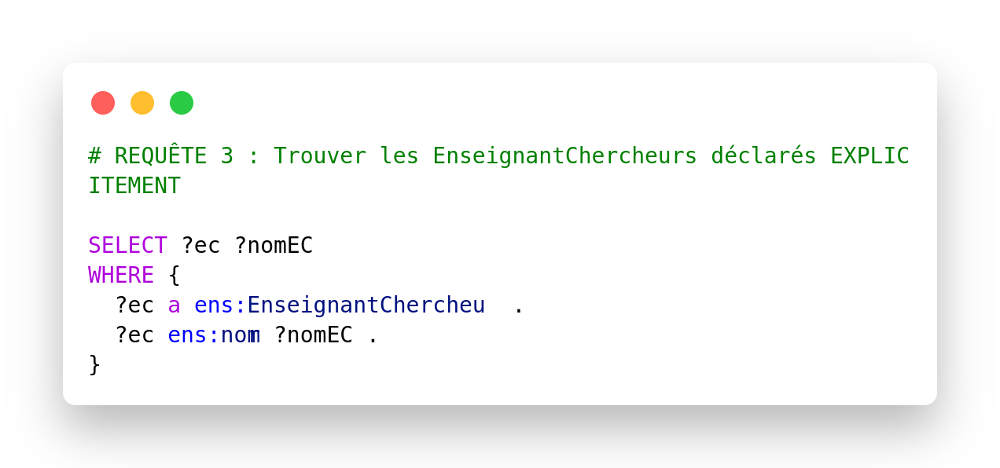 # REQUÊTE 3 : Trouver les EnseignantChercheurs déclarés EXPLIC
ITEMENT
SELECT ?ec ?nomEC
WHERE {
  ?ec a ens:EnseignantChercheu  .
  ?ec ens:nom ?nomEC .
}